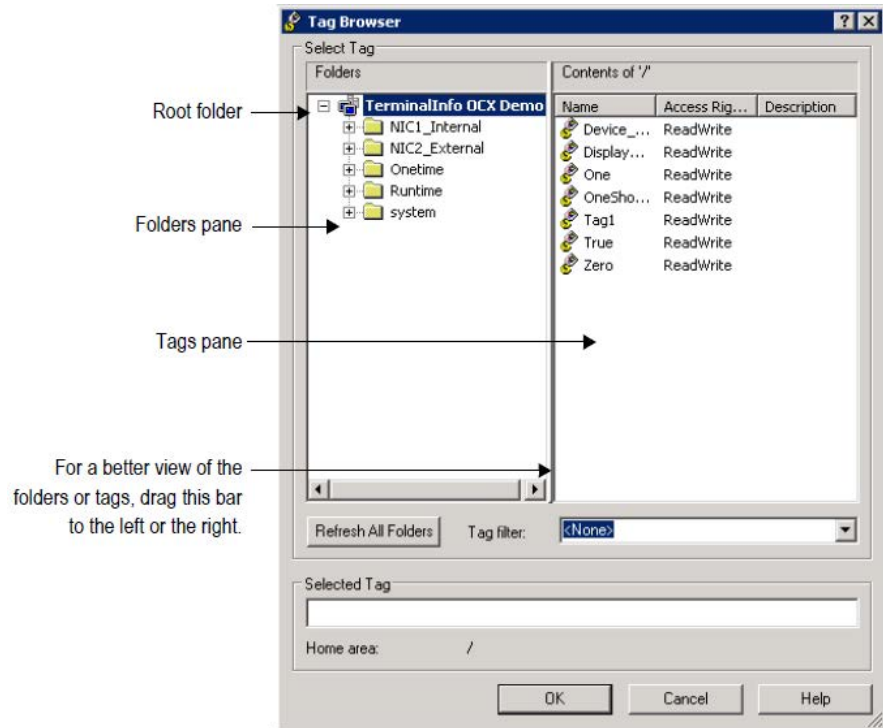 Tag Browser
Select Tag
Folders
Contents of '/'
Root folder
TerminalInfo OCX Demo
NIC1_Internal
NIC2_External
Onetime
Runtime
system
Folders pane
Name Access Rig... Description
Device_... ReadWrite
Display... ReadWrite
One ReadWrite
OneSho... ReadWrite
Tag1 ReadWrite
True ReadWrite
Zero ReadWrite
Tags pane
For a better view of the
folders or tags, drag this bar
to the left or the right.
Refresh All Folders Tag filter: <None>
Selected Tag
Home area: /
OK Cancel Help